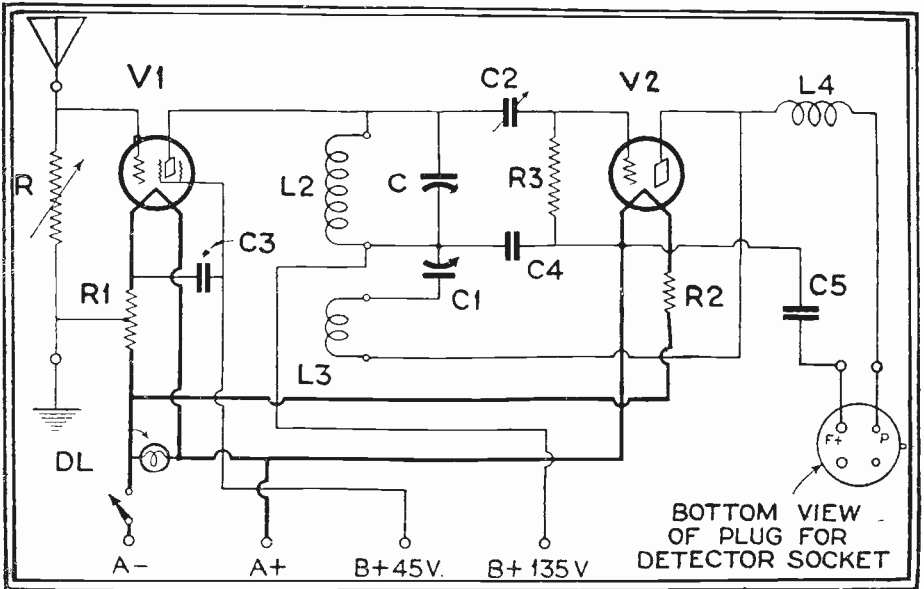 V1
C2
V2
L4
R
L2
C
R3
C3
C4
R1
C1
R2
C5
L3
F+ P
DL
BOTTOM VIEW
OF PLUG FOR
DETECTOR SOCKET
A- A+ B+45V. B+135V